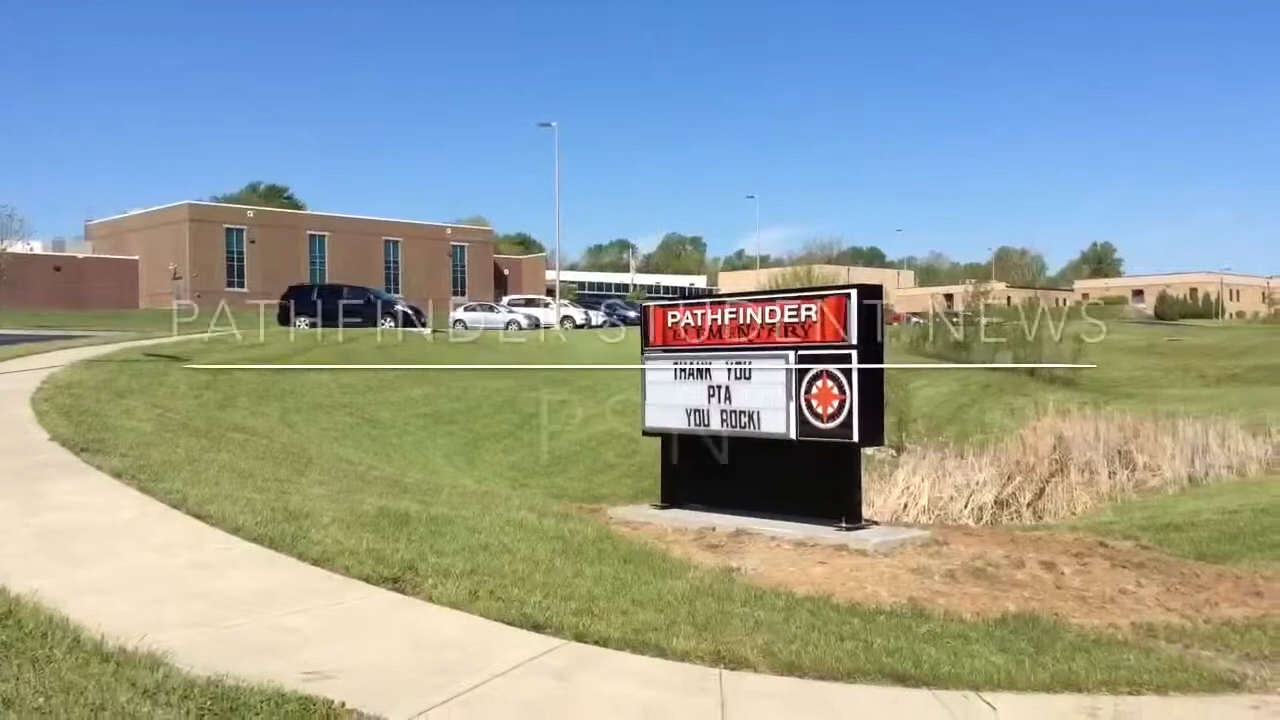 PATHFINDER STUDENT NEWS
PATHFINDER
ELEMENTARY
THANK YOU
PTA
YOU ROCK!
PSN